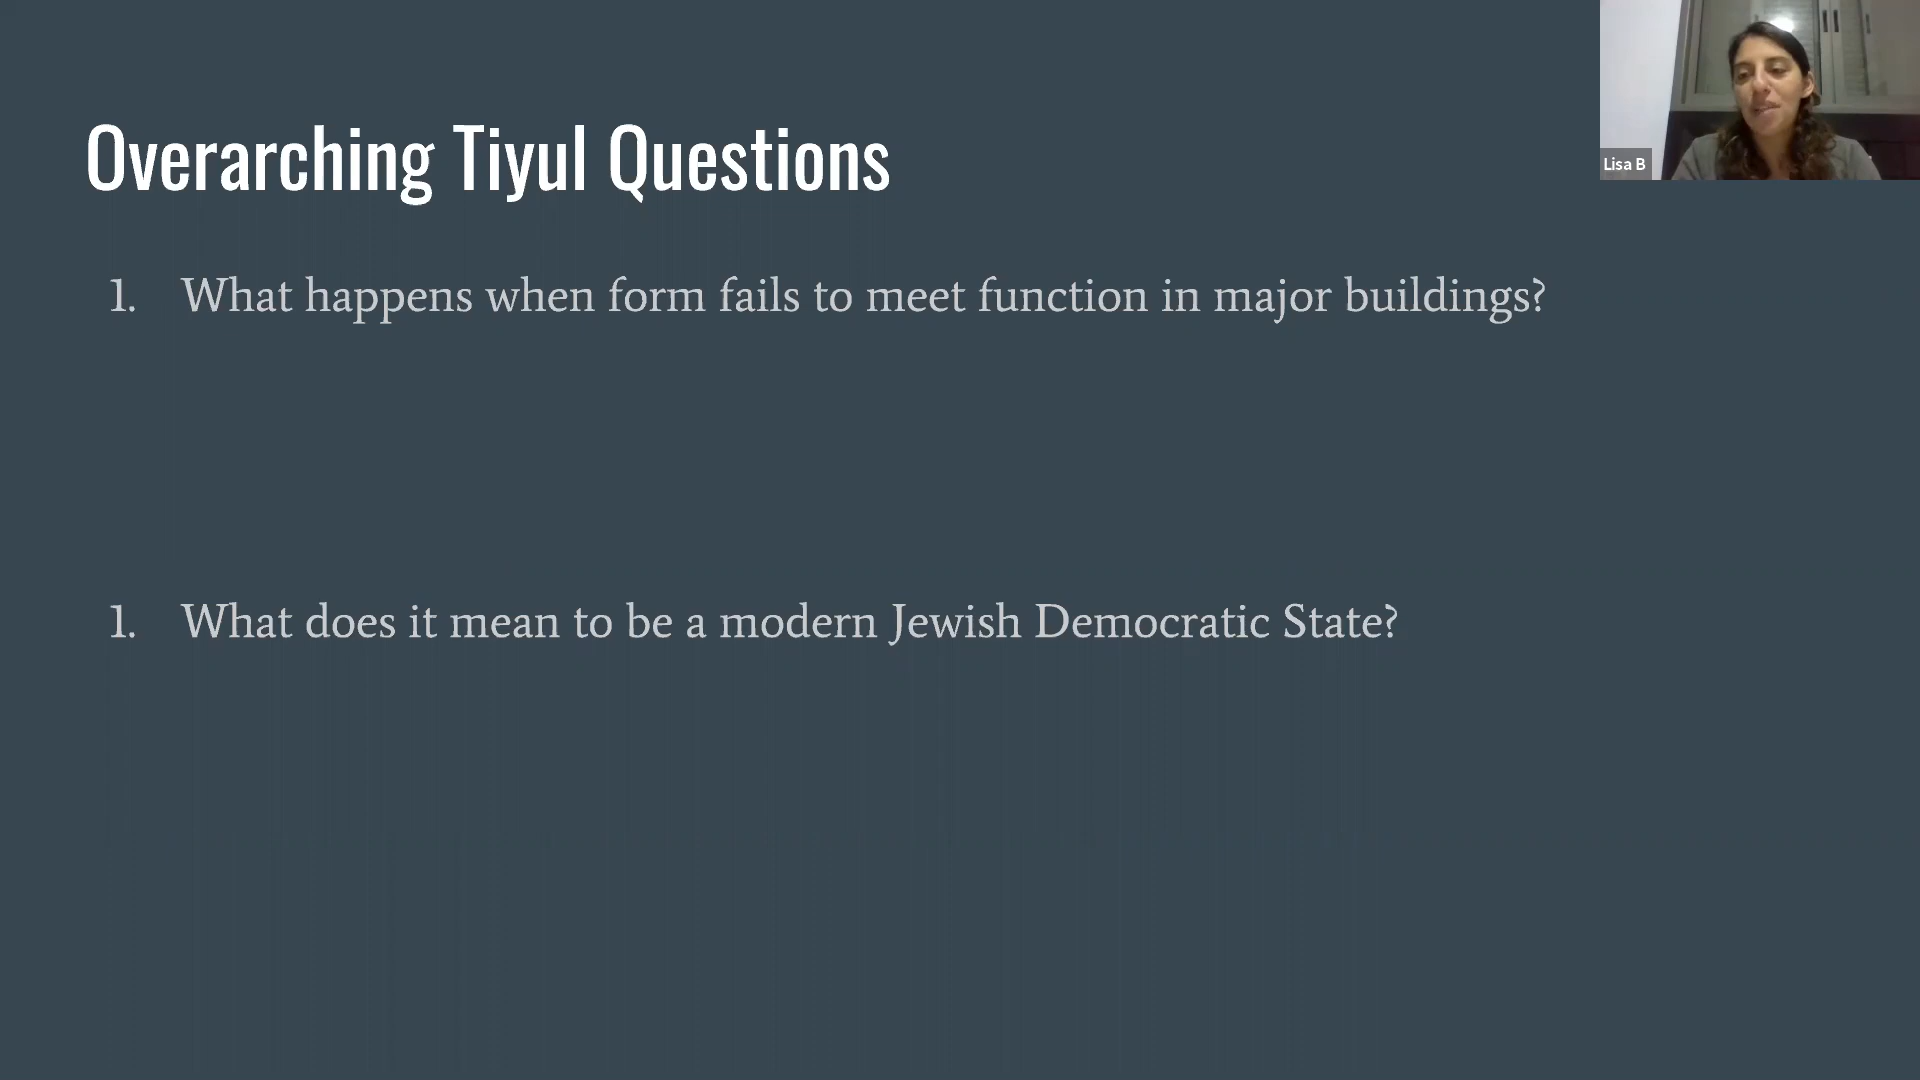 Overarching Tiyul Questions
Lisa B
1. What happens when form fails to meet function in major buildings?
1. What does it mean to be a modern Jewish Democratic State?